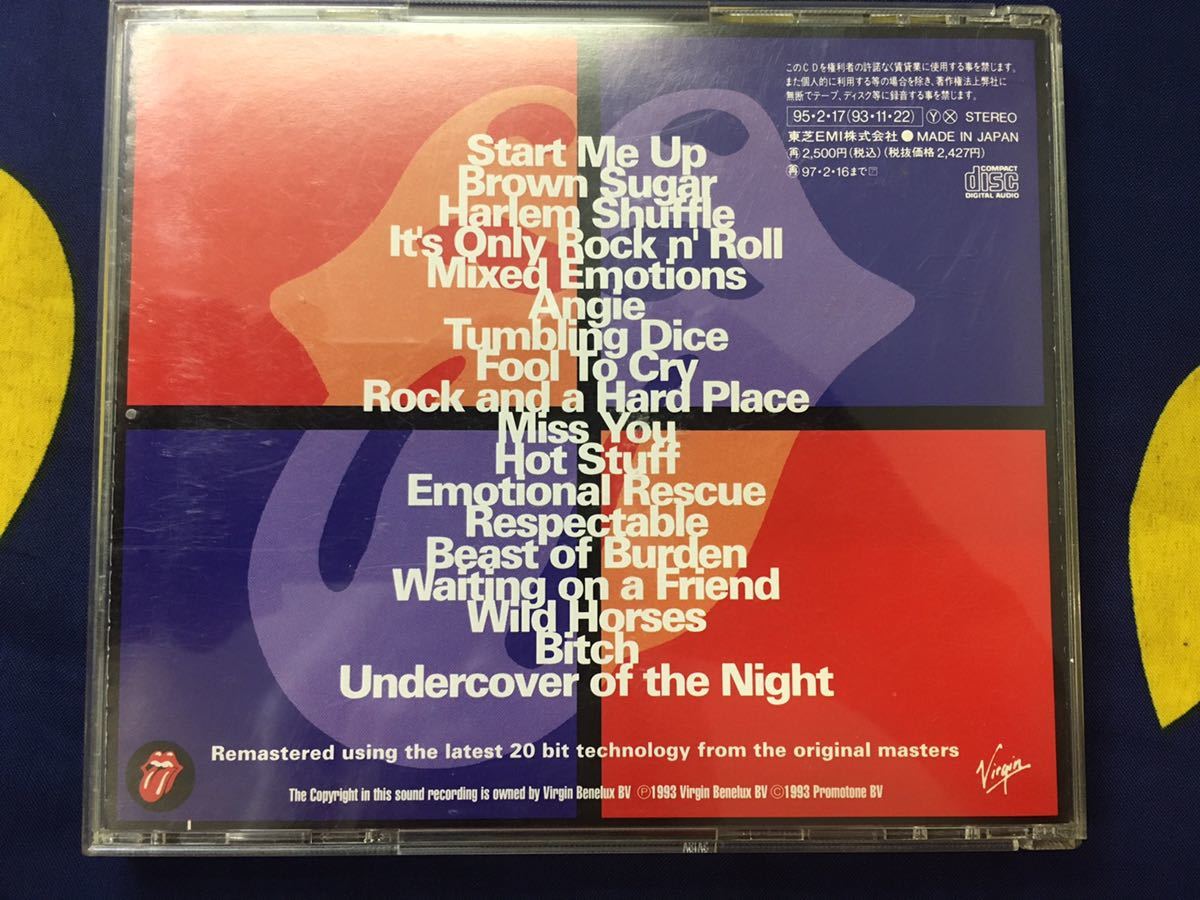 このCDを権利者の許諾なく賃貸業に使用する事を禁じます。
また個人的に利用する等の場合を除き、著作権法上弊社に
無断でテープ、ディスク等に録音する事を禁じます。
95・2・17(93・11・22) Ⓨ STEREO
東芝EMI株式会社 ● MADE IN JAPAN
㊢2,500円(税込)(税抜価格2,427円)
97・2・16まで
COMPACT
disc
DIGITAL AUDIO
Start Me Up
Brown Sugar
Harlem Shuffle
It's Only Rock n' Roll
Mixed Emotions
Angie
Tumbling Dice
Fool To Cry
Rock and a Hard Place
Miss You
Hot Stuff
Emotional Rescue
Respectable
Beast of Burden
Waiting on a Friend
Wild Horses
Bitch
Undercover of the Night
Remastered using the latest 20 bit technology from the original masters
Virgin
The Copyright in this sound recording is owned by Virgin Benelux BV Ⓟ1993 Virgin Benelux BV ©1993 Promotone BV